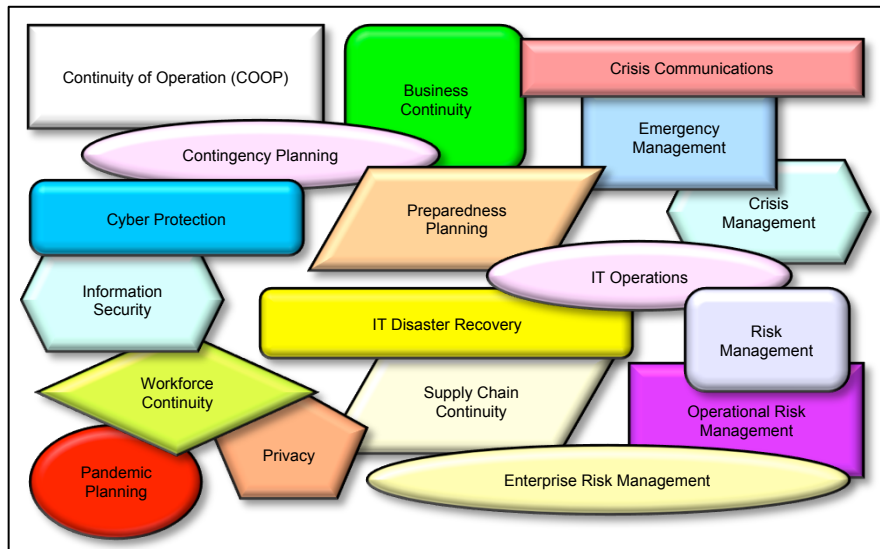 Continuity of Operation (COOP)
Business
Continuity
Crisis Communications
Emergency
Management
Contingency Planning
Cyber Protection
Preparedness
Planning
Crisis
Management
Information
Security
IT Operations
IT Disaster Recovery
Risk
Management
Workforce
Continuity
Supply Chain
Continuity
Operational Risk
Management
Pandemic
Planning
Privacy
Enterprise Risk Management